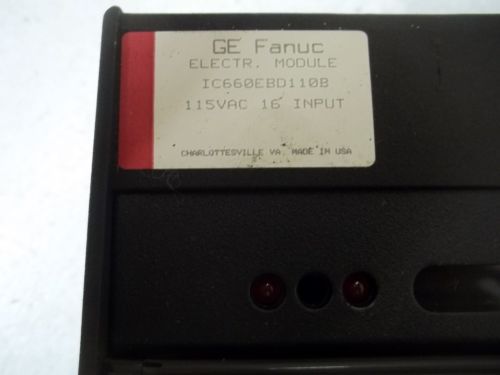 GE Fanuc
ELECTR. MODULE
IC660EBD110B
115VAC 16 INPUT
CHARLOTTESVILLE VA. MADE IN USA